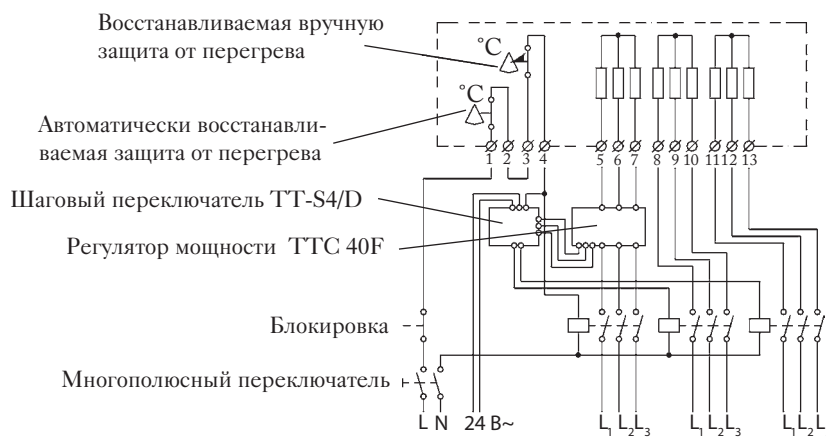 Восстанавливаемая вручную
защита от перегрева
°C
°C
Автоматически восстанавли-
ваемая защита от перегрева
1 2 3 4 5 6 7 8 9 10 11 12 13
Шаговый переключатель TT-S4/D
Регулятор мощности TTC 40F
Блокировка
Многополюсный переключатель
L N 24 В~ L1 L2 L3 L1 L2 L3 L1 L2 L